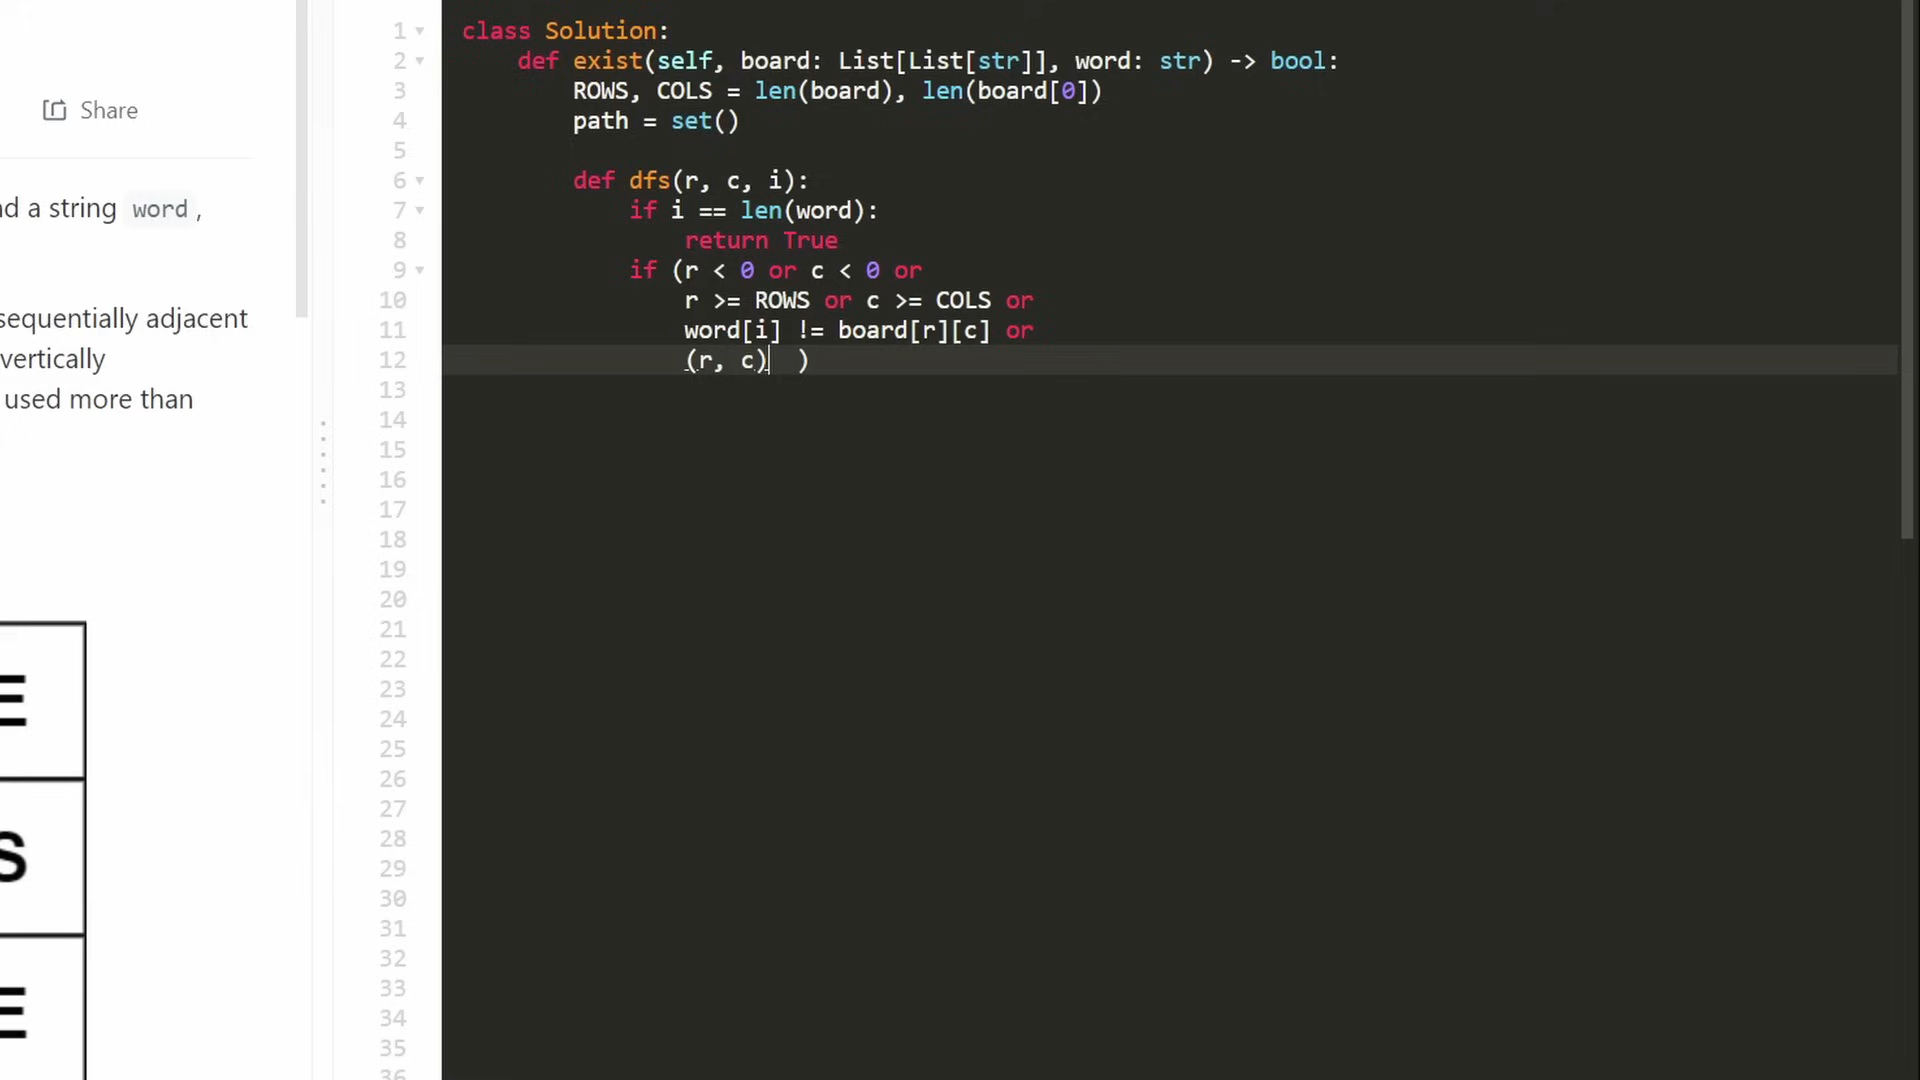 Share
nd a string word,
sequentially adjacent
vertically
used more than
E
S
E
1 class Solution:
2 def exist(self, board: List[List[str]], word: str) -> bool:
3 ROWS, COLS = len(board), len(board[0])
4 path = set()
5
6 def dfs(r, c, i):
7 if i == len(word):
8 return True
9 if (r < 0 or c < 0 or
10 r >= ROWS or c >= COLS or
11 word[i] != board[r][c] or
12 (r, c) )
13
14
15
16
17
18
19
20
21
22
23
24
25
26
27
28
29
30
31
32
33
34
35
36